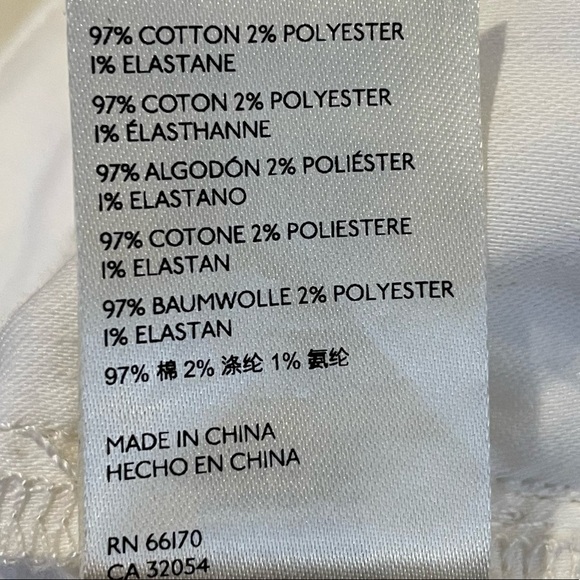 97% COTTON 2% POLYESTER
1% ELASTANE
97% COTON 2% POLYESTER
1% ÉLASTHANNE
97% ALGODÓN 2% POLIÉSTER
1% ELASTANO
97% COTONE 2% POLIESTERE
1% ELASTAN
97% BAUMWOLLE 2% POLYESTER
1% ELASTAN
97% 棉 2% 涤纶 1% 氨纶
MADE IN CHINA
HECHO EN CHINA
RN 66170
CA 32054